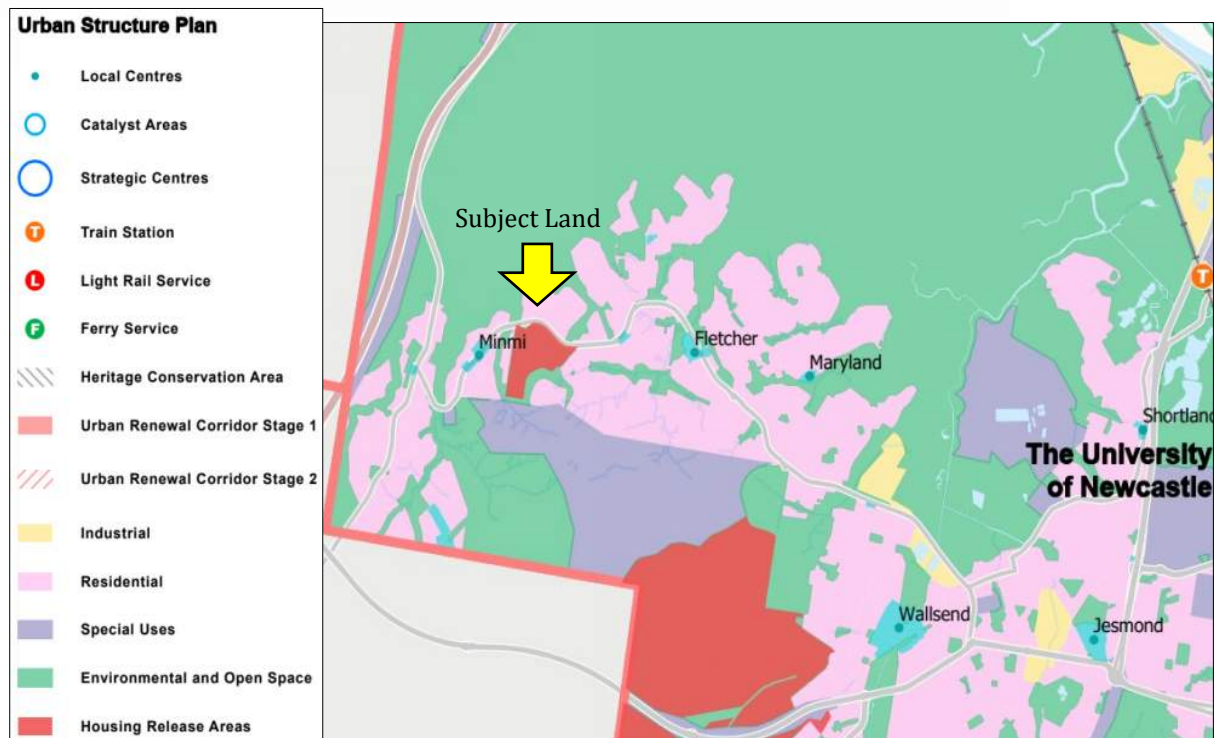 Urban Structure Plan
Local Centres
Catalyst Areas
Strategic Centres
T
Train Station
L
Light Rail Service
F
Ferry Service
Heritage Conservation Area
Urban Renewal Corridor Stage 1
Urban Renewal Corridor Stage 2
Industrial
Residential
Special Uses
Environmental and Open Space
Housing Release Areas
Subject Land
T
Minmi
Fletcher
Maryland
Shortland
The University
of Newcastle
Wallsend
Jesmond